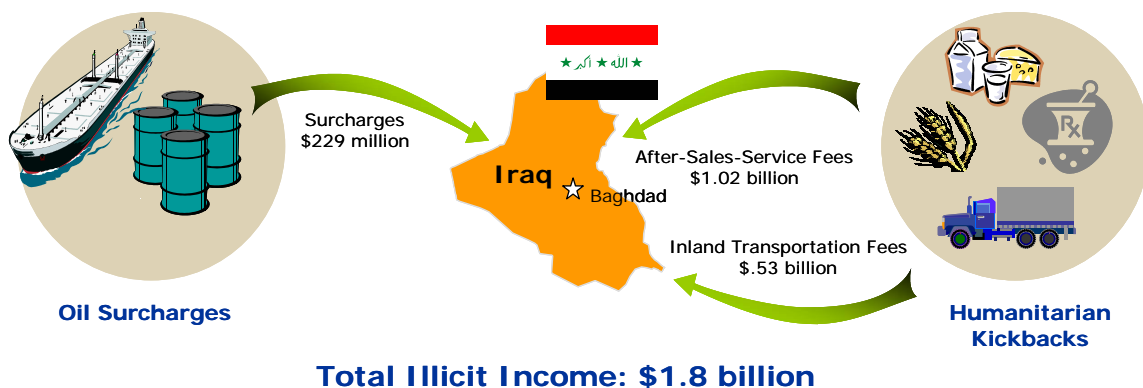 ★ الله ★ أكبر ★
Surcharges
$229 million
After-Sales-Service Fees
$1.02 billion
Iraq
Baghdad
Rx
Inland Transportation Fees
$.53 billion
Oil Surcharges
Humanitarian
Kickbacks
Total Illicit Income: $1.8 billion